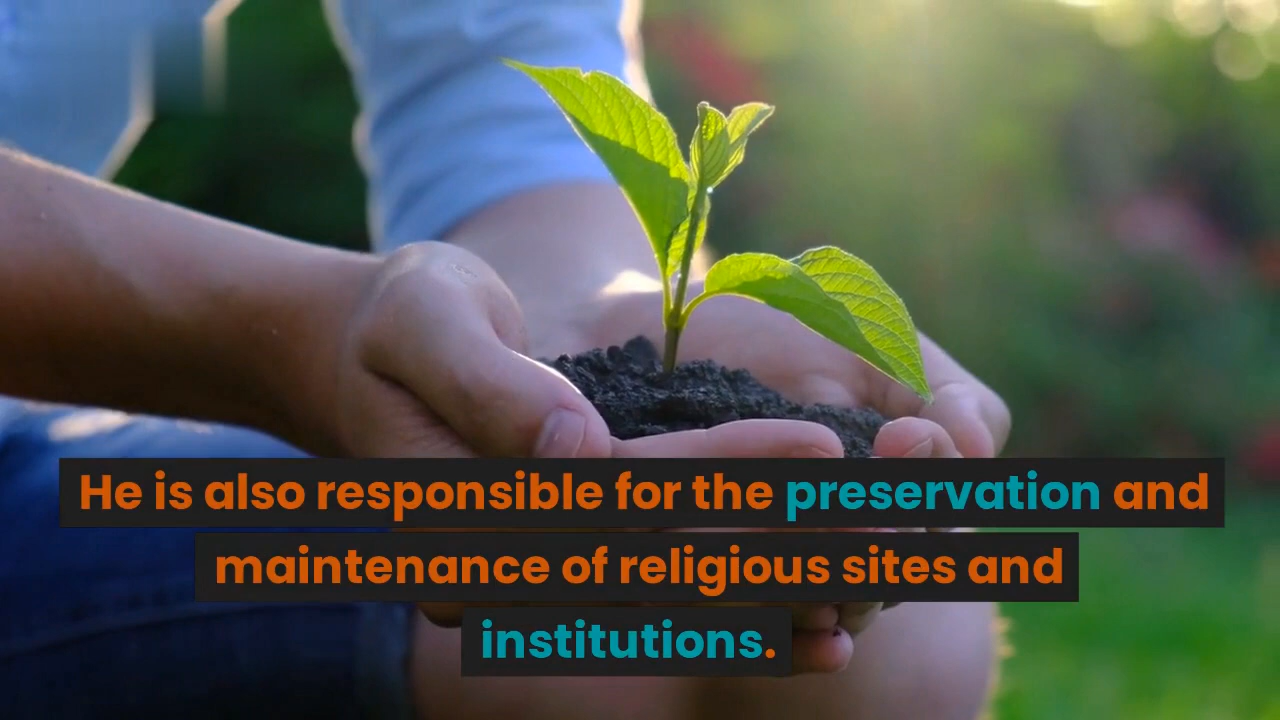 He is also responsible for the preservation and
maintenance of religious sites and
institutions.